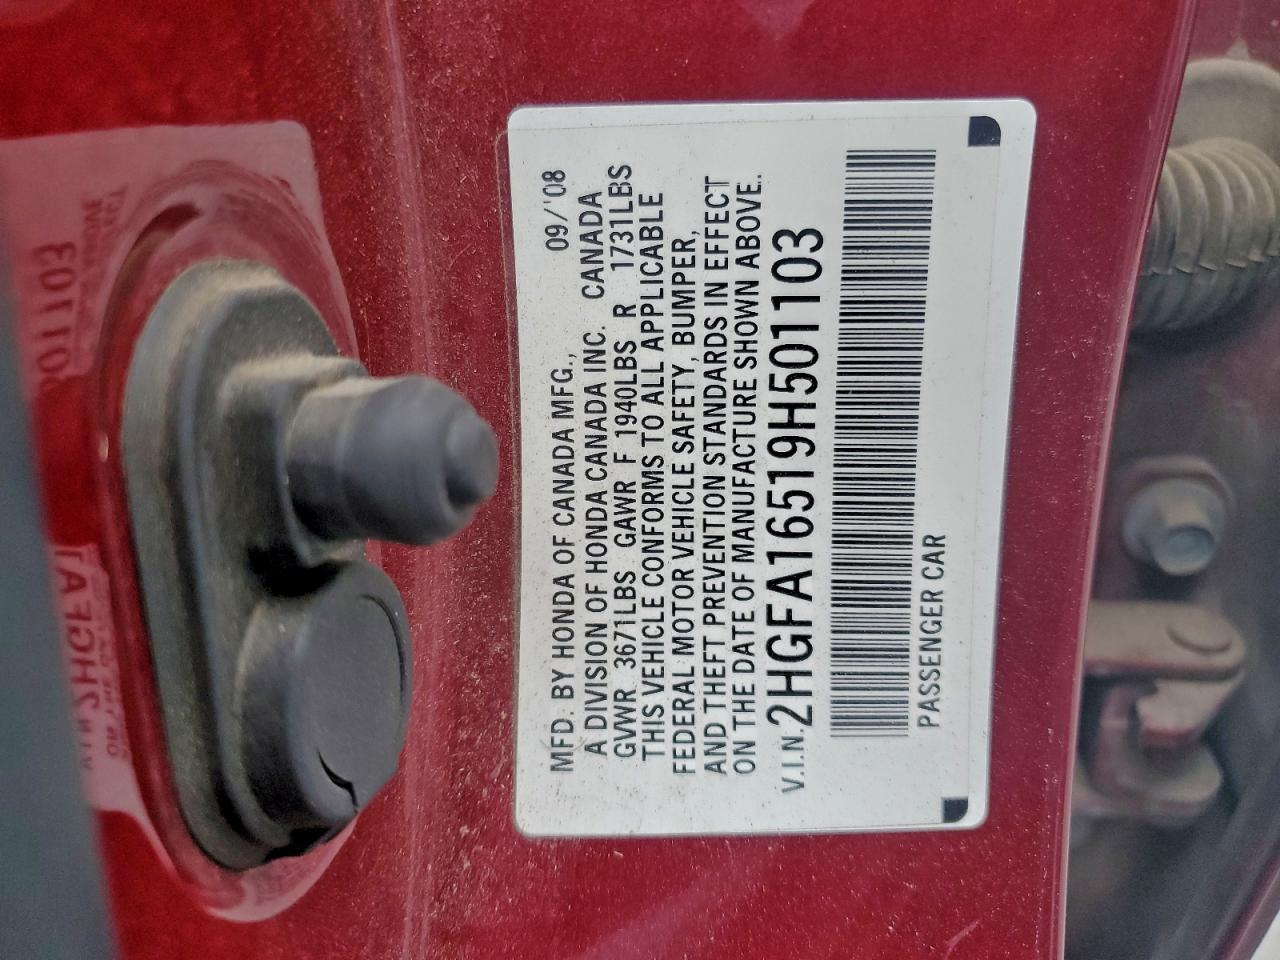 MFD. BY HONDA OF CANADA MFG., 09/'08
A DIVISION OF HONDA CANADA INC. CANADA
GVWR 3671LBS GAWR F 1940LBS R 1731LBS
THIS VEHICLE CONFORMS TO ALL APPLICABLE
FEDERAL MOTOR VEHICLE SAFETY, BUMPER,
AND THEFT PREVENTION STANDARDS IN EFFECT
ON THE DATE OF MANUFACTURE SHOWN ABOVE.
V.I.N. 2HGFA16519H501103
PASSENGER CAR